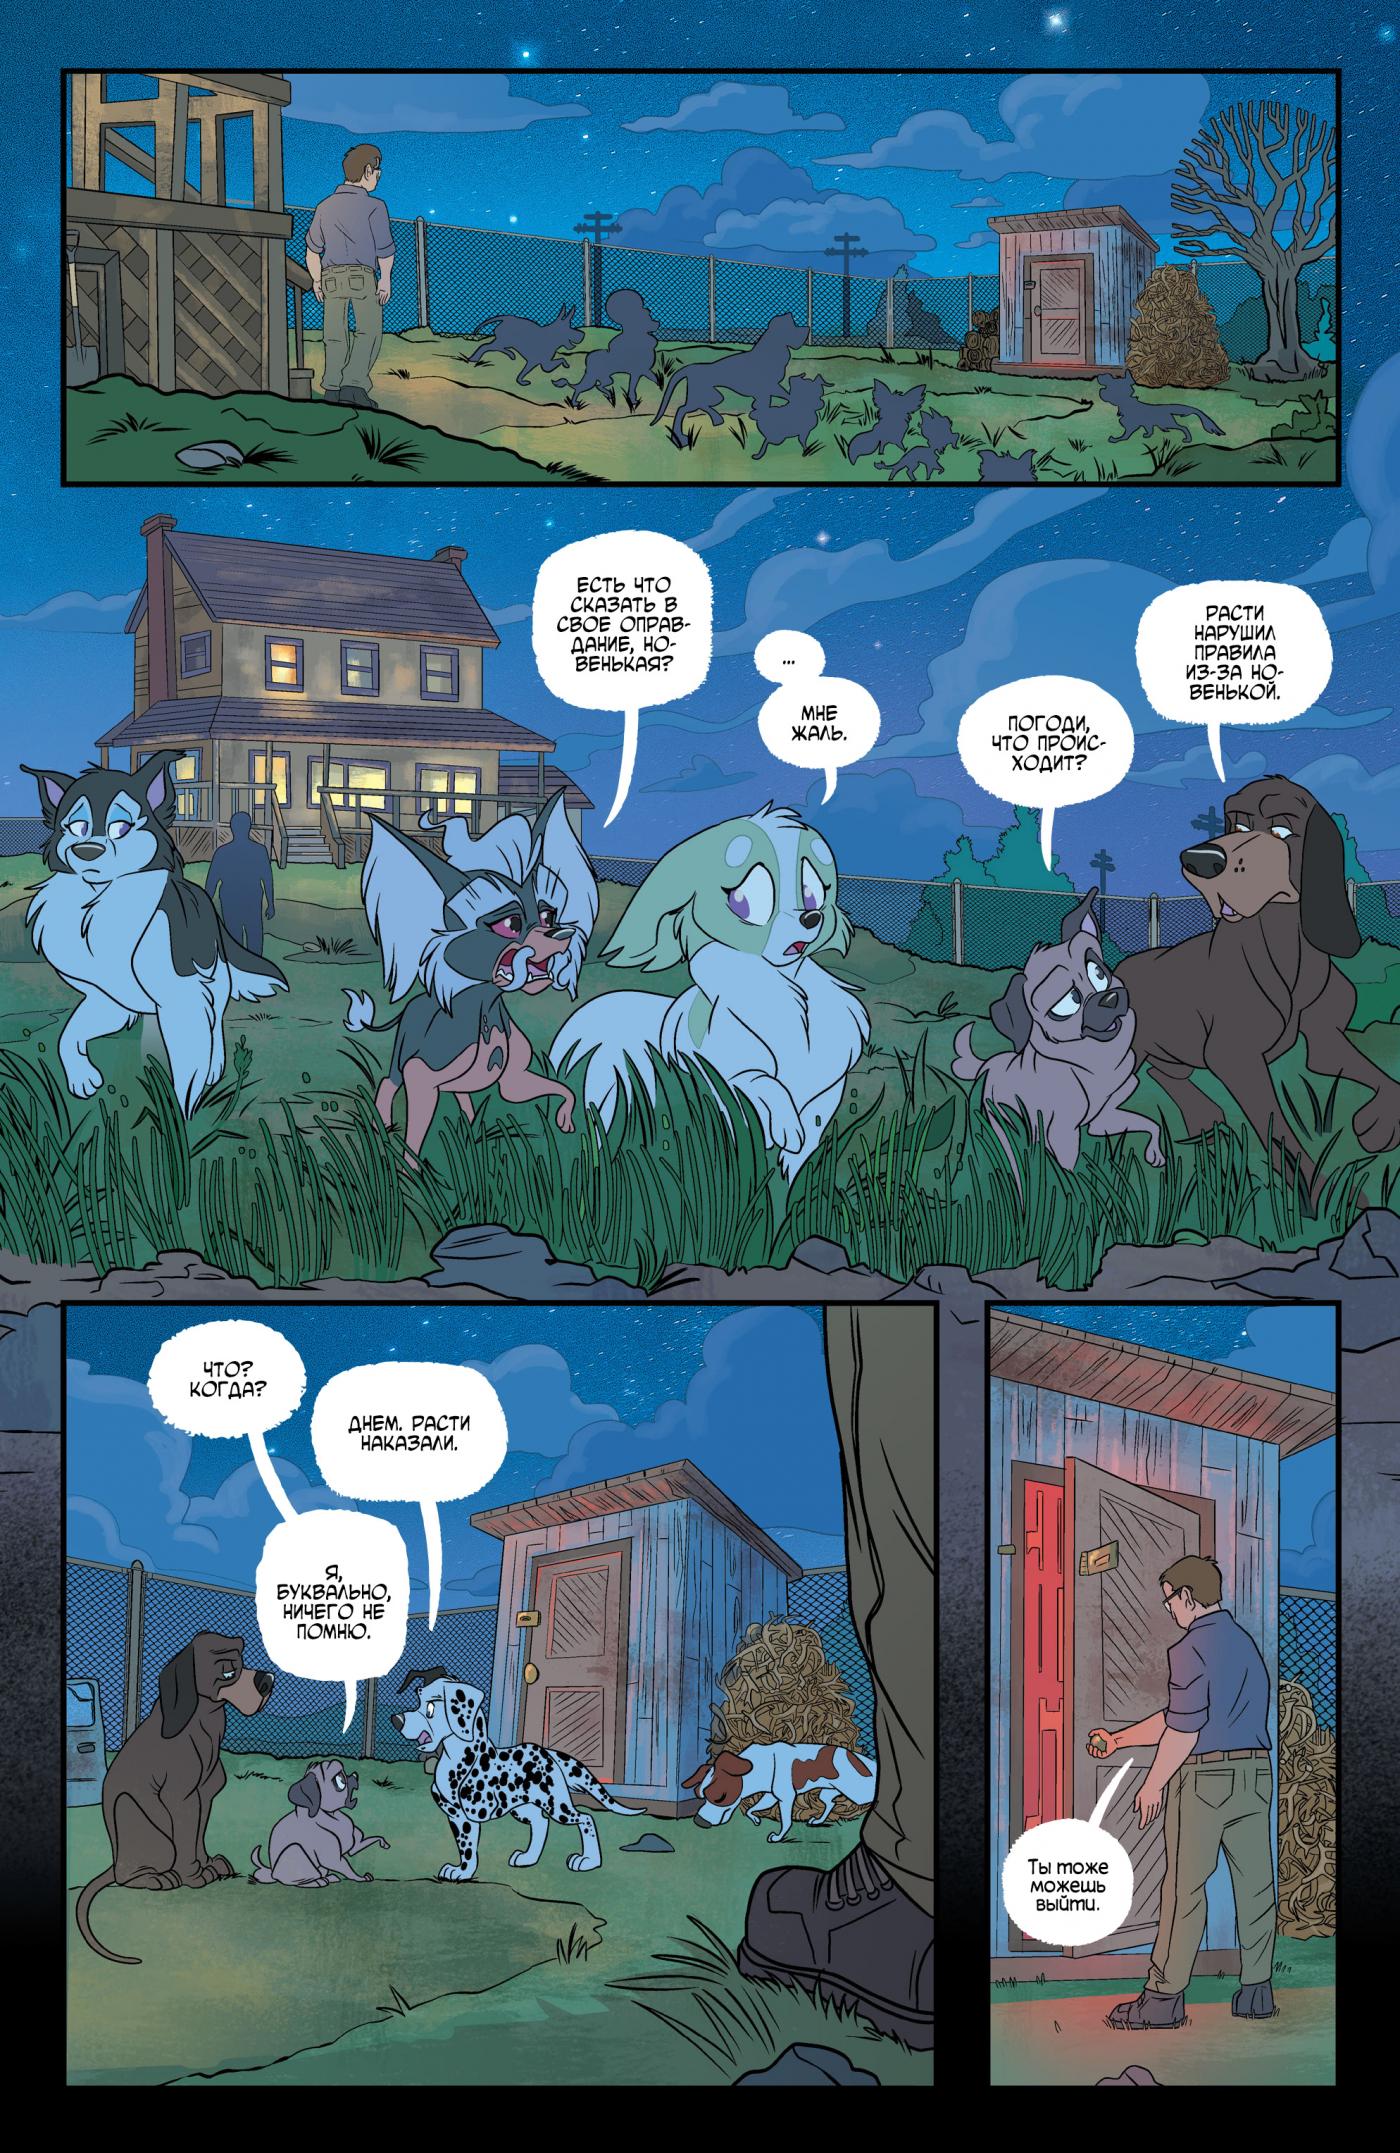 ЕСТЬ ЧТО
СКАЗАТЬ В
СВОЕ ОПРАВ-
ДАНИЕ, НО-
ВЕНЬКАЯ?
...
МНЕ
ЖАЛЬ.
ПОГОДИ,
ЧТО ПРОИС-
ХОДИТ?
РАСТИ
НАРУШИЛ
ПРАВИЛА
ИЗ-ЗА НО-
ВЕНЬКОЙ.
ЧТО?
КОГДА?
ДНЕМ. РАСТИ
НАКАЗАЛИ.
Я,
БУКВАЛЬНО,
НИЧЕГО НЕ
ПОМНЮ.
Ты тоже
можешь
выйти.